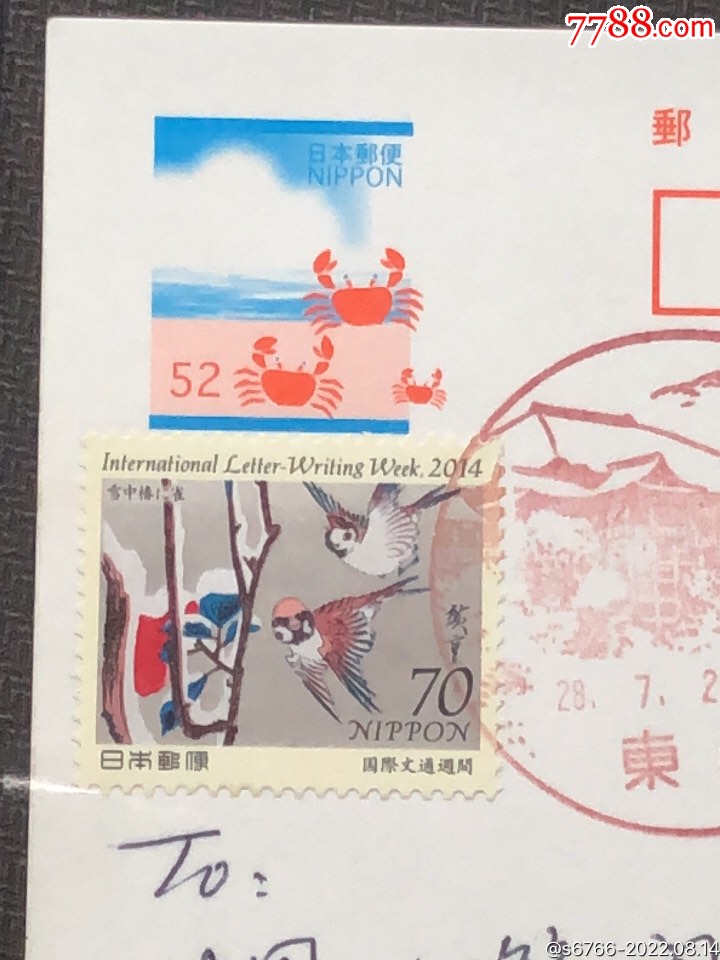 7788.com
日本郵便
NIPPON
郵
52
International Letter-Writing Week, 2014
雪中椿に雀
70
NIPPON
日本郵便
国際文通週間
28. 7. 2
東
To:
@s6766-2022.08.14